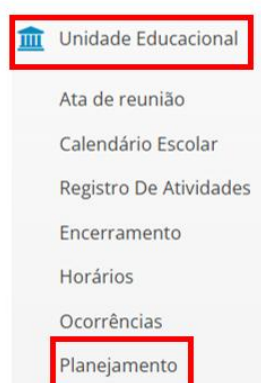 Unidade Educacional
Ata de reunião
Calendário Escolar
Registro De Atividades
Encerramento
Horários
Ocorrências
Planejamento